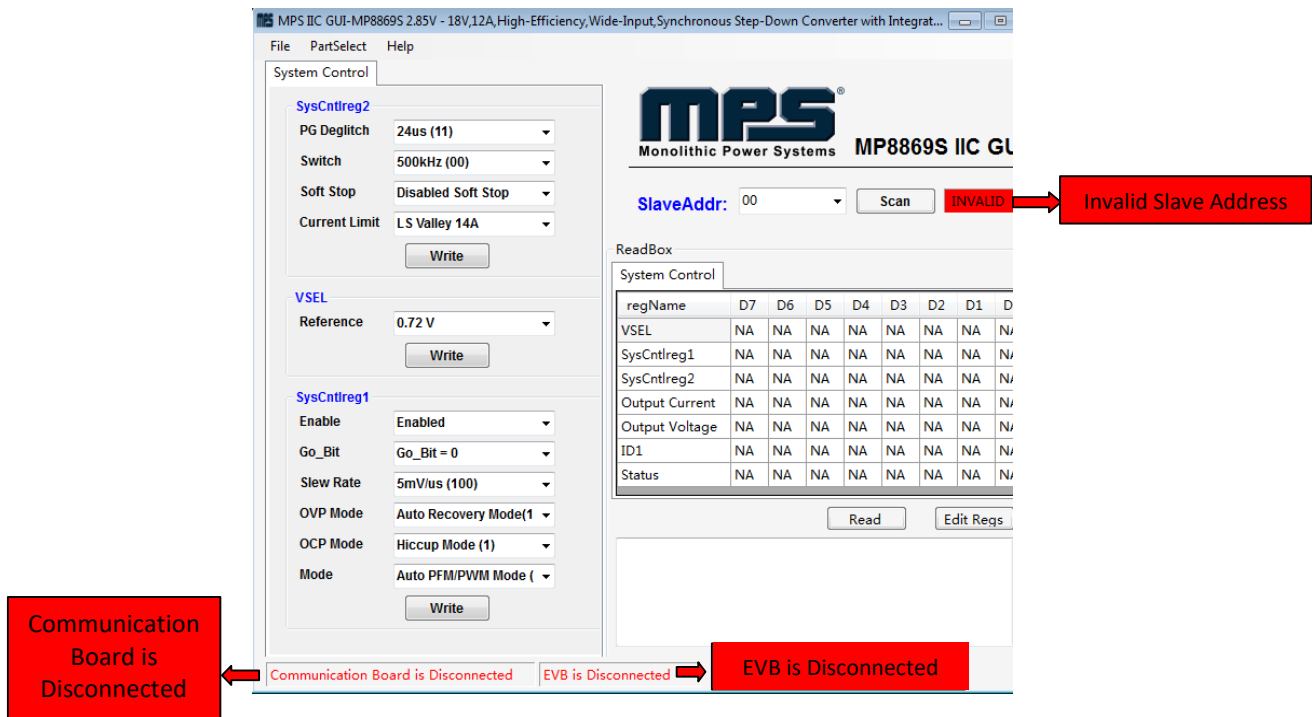 MPS IIC GUI-MP8869S 2.85V - 18V,12A,High-Efficiency,Wide-Input,Synchronous Step-Down Converter with Integrat...
File PartSelect Help
System Control
SysCntlreg2
PG Deglitch 24us (11)
Switch 500kHz (00)
Soft Stop Disabled Soft Stop
Current Limit LS Valley 14A
Write
VSEL
Reference 0.72 V
Write
SysCntlreg1
Enable Enabled
Go_Bit Go_Bit = 0
Slew Rate 5mV/us (100)
OVP Mode Auto Recovery Mode(1
OCP Mode Hiccup Mode (1)
Mode Auto PFM/PWM Mode (
Write
mps®
Monolithic Power Systems
MP8869S IIC GU
SlaveAddr: 00 Scan INVALID
Invalid Slave Address
ReadBox
System Control
regName D7 D6 D5 D4 D3 D2 D1 D
VSEL NA NA NA NA NA NA NA NA
SysCntlreg1 NA NA NA NA NA NA NA NA
SysCntlreg2 NA NA NA NA NA NA NA NA
Output Current NA NA NA NA NA NA NA NA
Output Voltage NA NA NA NA NA NA NA NA
ID1 NA NA NA NA NA NA NA NA
Status NA NA NA NA NA NA NA NA
Read Edit Regs
Communication Board is Disconnected EVB is Disconnected
Communication
Board is
Disconnected
EVB is Disconnected